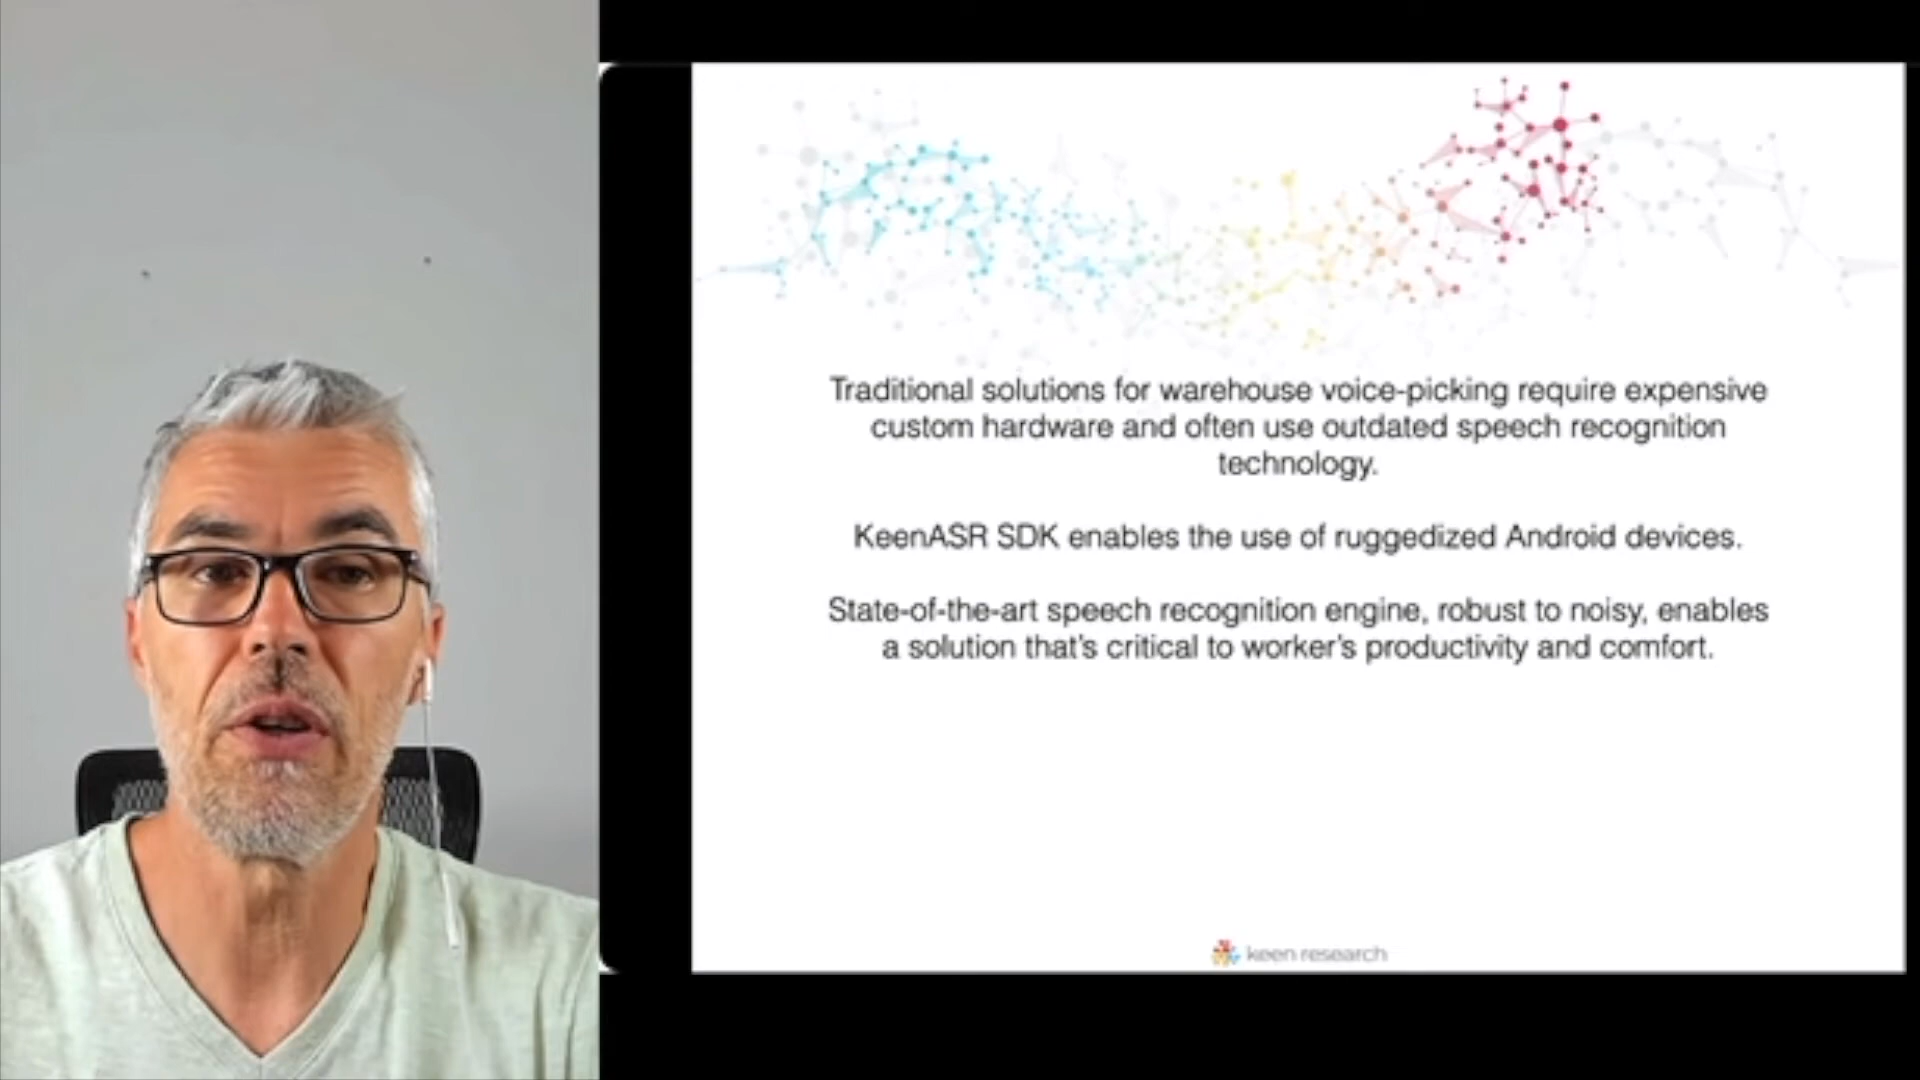 Traditional solutions for warehouse voice-picking require expensive
custom hardware and often use outdated speech recognition
technology.
KeenASR SDK enables the use of ruggedized Android devices.
State-of-the-art speech recognition engine, robust to noisy, enables
a solution that's critical to worker's productivity and comfort.
keen research